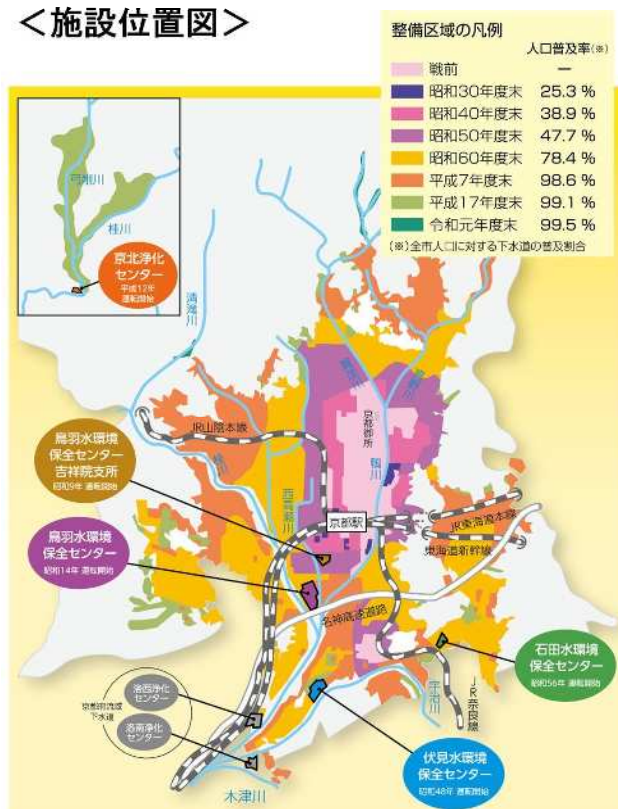 ＜施設位置図＞
整備区域の凡例
人口普及率(※)
戦前 ー
昭和30年度末 25.3 %
昭和40年度末 38.9 %
昭和50年度末 47.7 %
昭和60年度末 78.4 %
平成7年度末 98.6 %
平成17年度末 99.1 %
令和元年度末 99.5 %
(※)全市人口に対する下水道の普及割合
弓削川
桂川
京北浄化
センター
平成12年
運転開始
清滝川
京都御所
鴨川
JR山陰本線
桂川
鳥羽水環境
保全センター
吉祥院支所
昭和9年 運転開始
西高瀬川
京都駅
JR東海道本線
東海道新幹線
鳥羽水環境
保全センター
昭和14年 運転開始
名神高速道路
石田水環境
保全センター
昭和56年 運転開始
宇治川
JR奈良線
京都府流域
下水道
洛西浄化
センター
洛南浄化
センター
伏見水環境
保全センター
昭和48年 運転開始
木津川